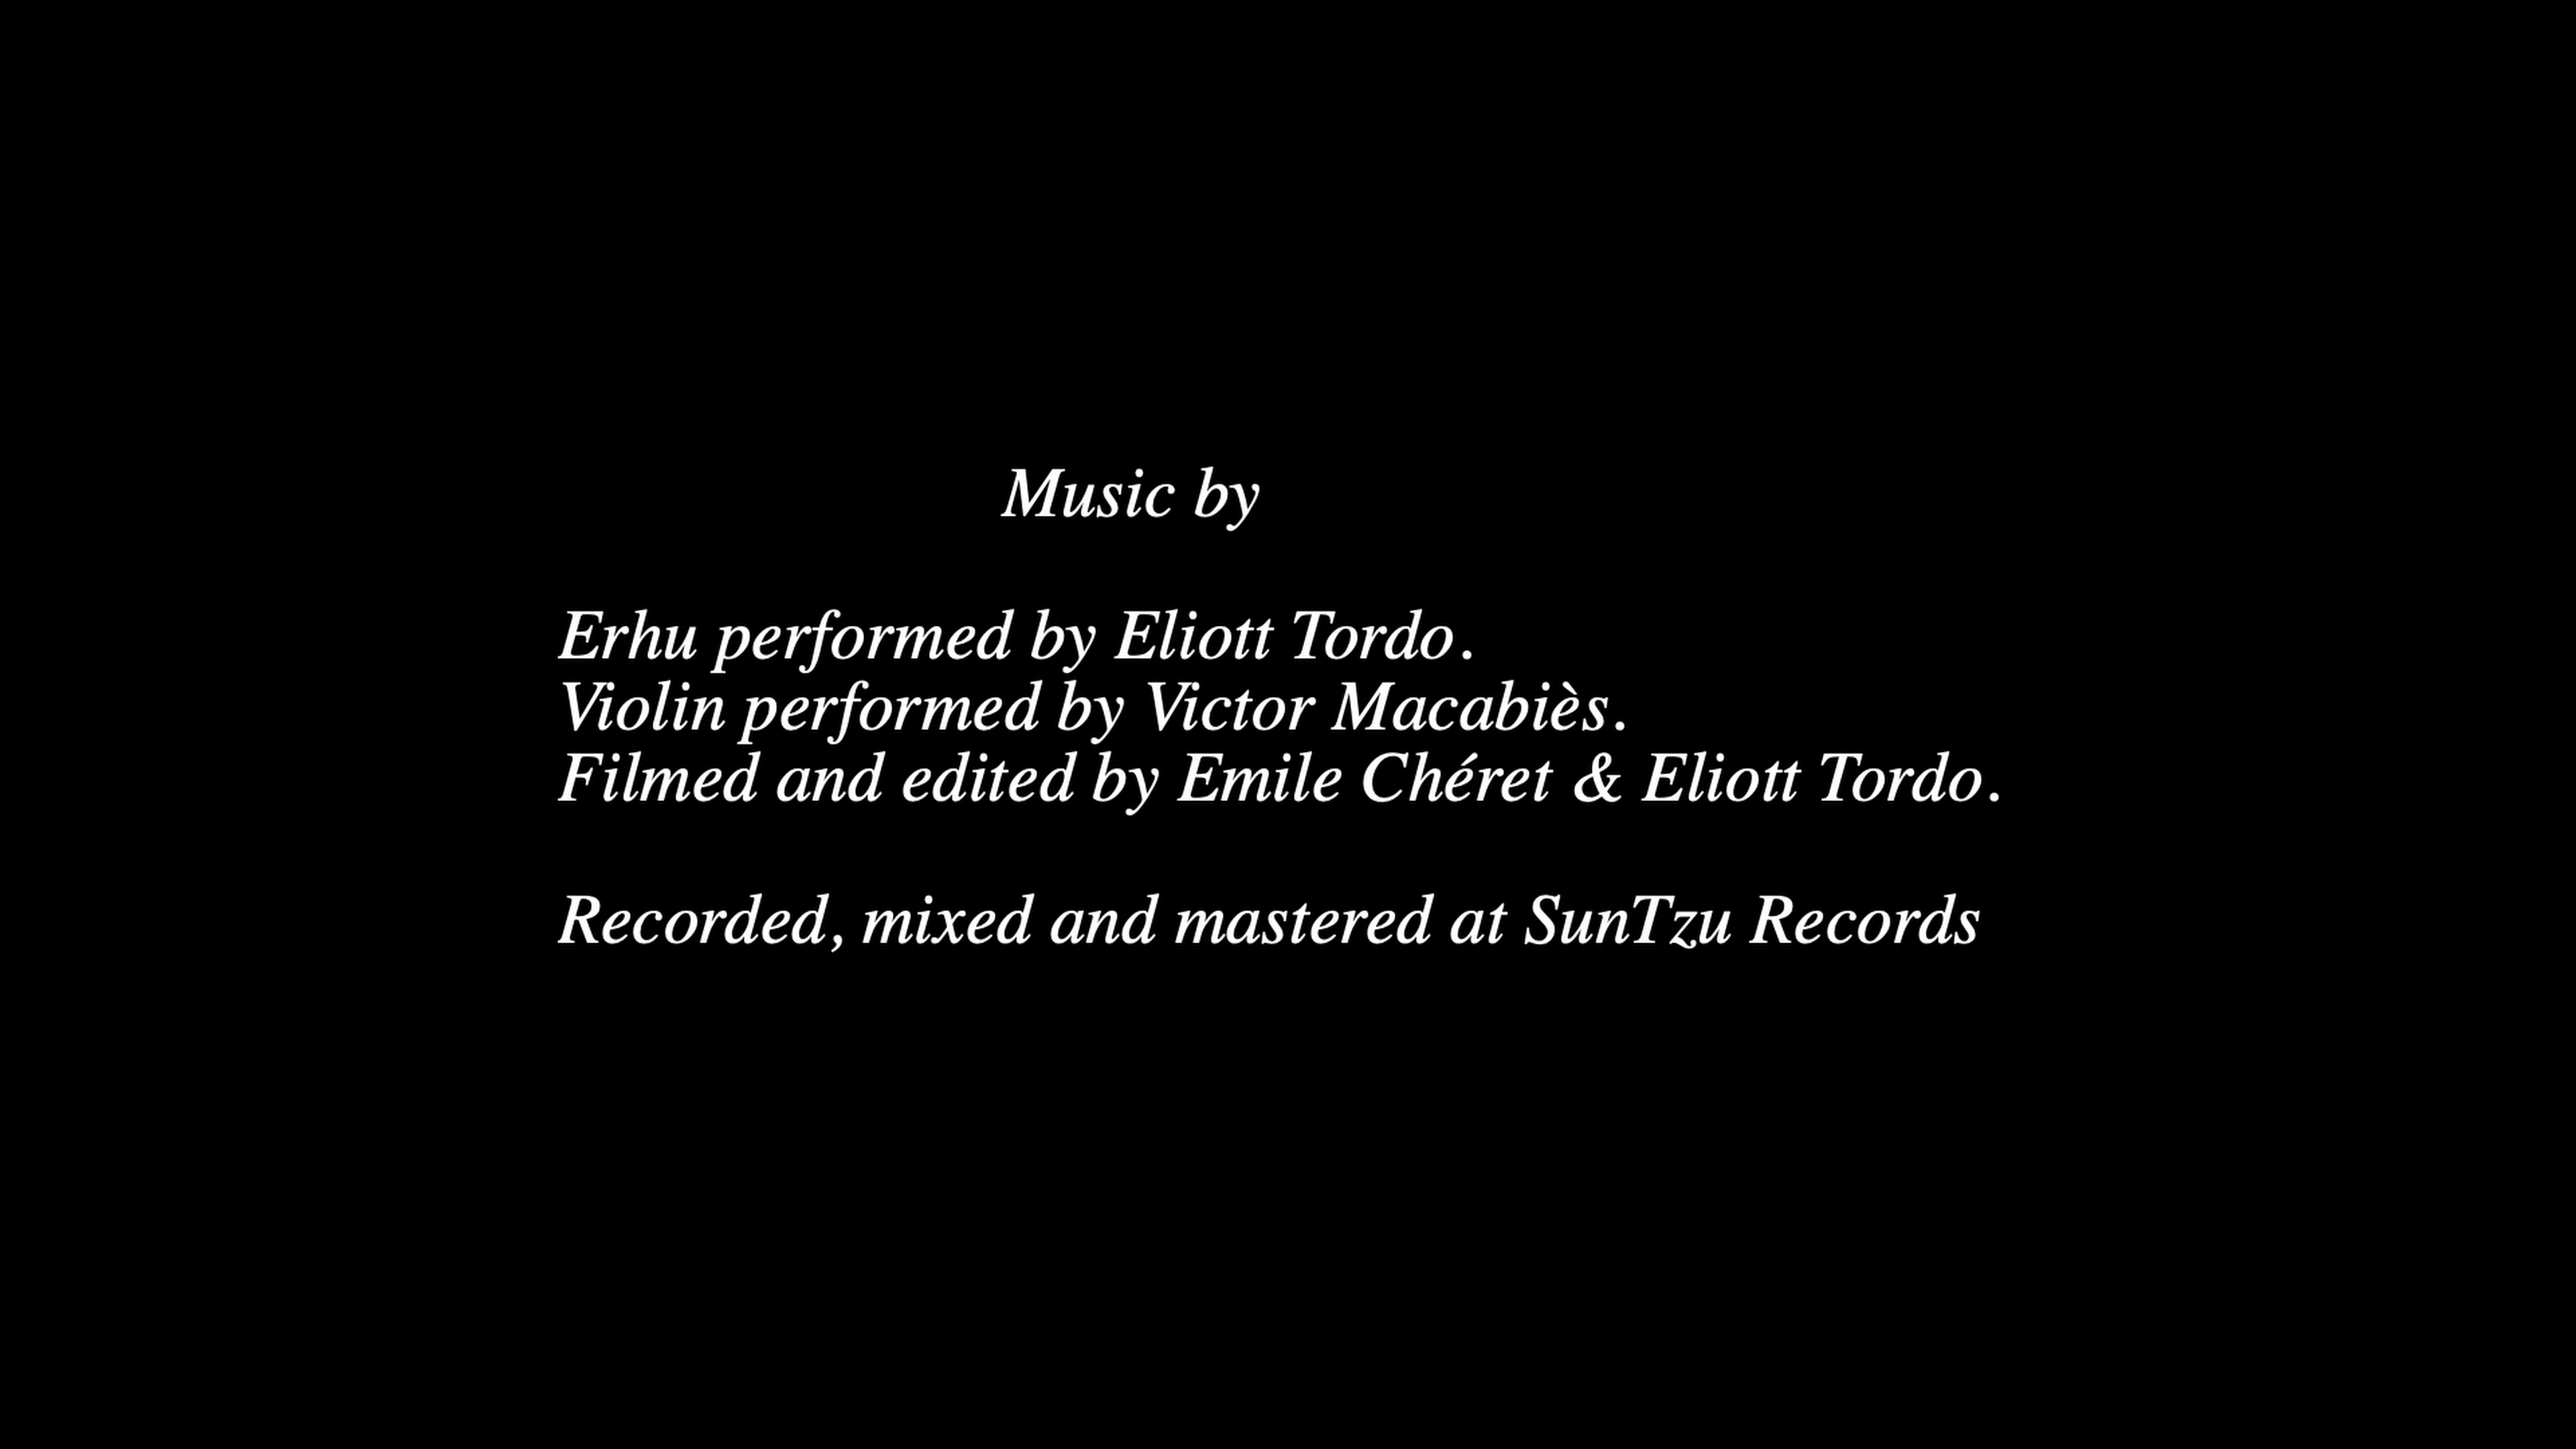 Music by
Erhu performed by Eliott Tordo.
Violin performed by Victor Macabiès.
Filmed and edited by Emile Chéret & Eliott Tordo.
Recorded, mixed and mastered at SunTzu Records